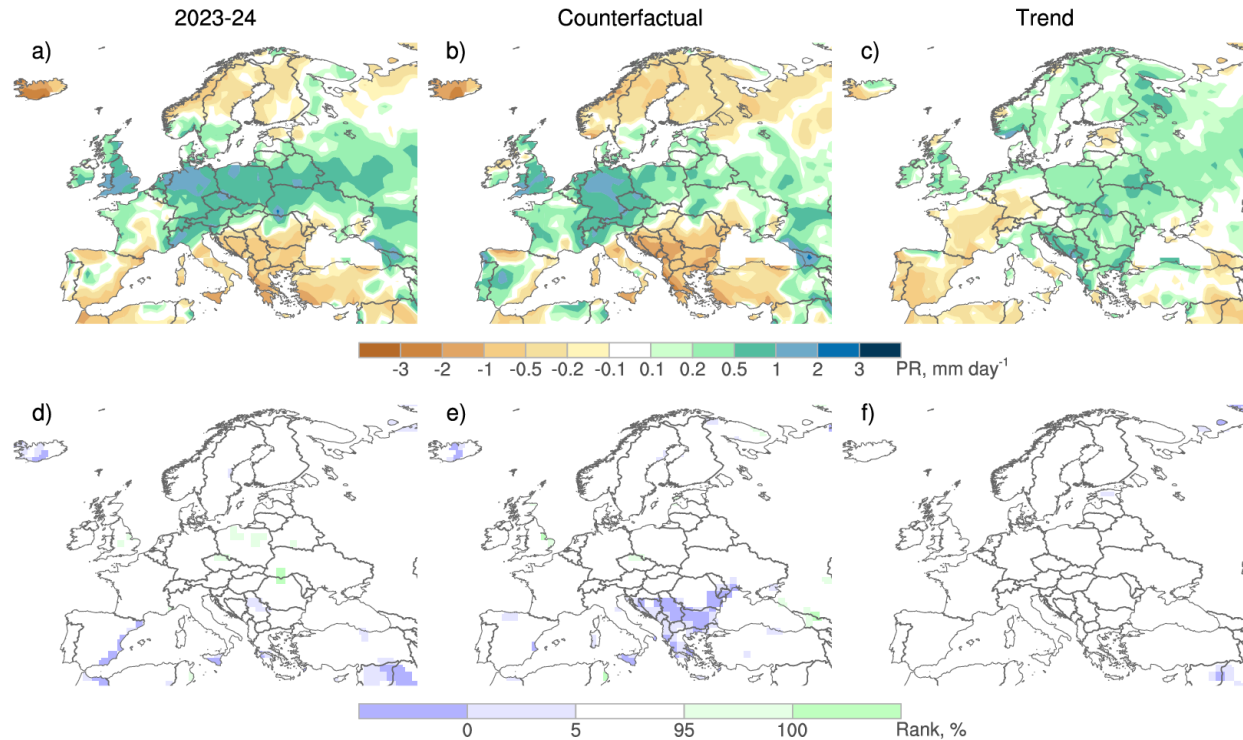 2023-24 Counterfactual Trend
a) b) c)
-3 -2 -1 -0.5 -0.2 -0.1 0.1 0.2 0.5 1 2 3 PR, mm day⁻¹
d) e) f)
0 5 95 100 Rank, %